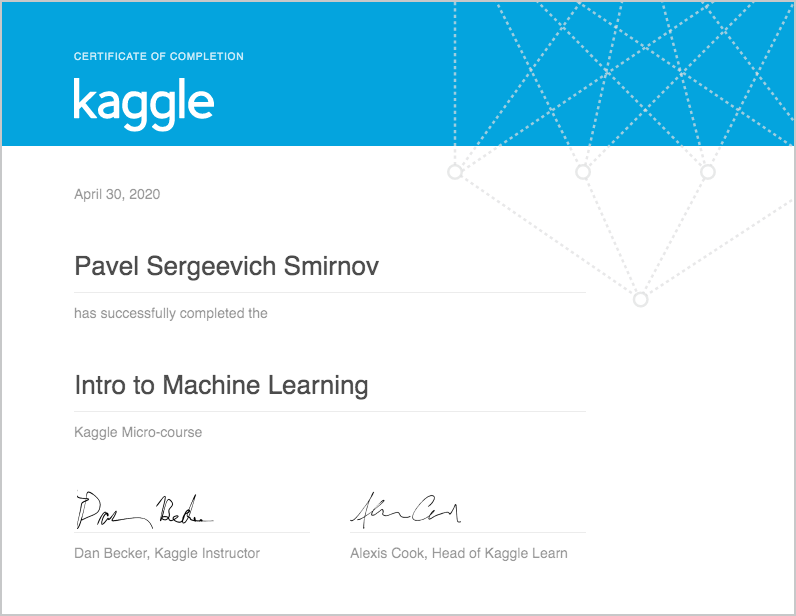 CERTIFICATE OF COMPLETION
kaggle
April 30, 2020
Pavel Sergeevich Smirnov
has successfully completed the
Intro to Machine Learning
Kaggle Micro-course
Dan Becker Alexis Cook
Dan Becker, Kaggle Instructor
Alexis Cook, Head of Kaggle Learn